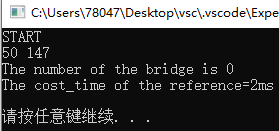 C:\Users\78047\Desktop\vsc\.vscode\Expe
START
50 147
The number of the bridge is 0
The cost_time of the reference=2ms
请按任意键继续. . .